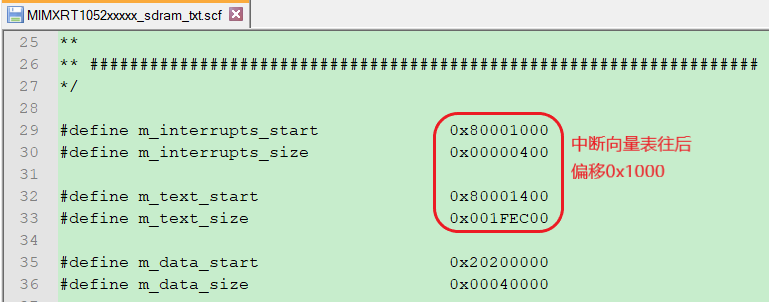 MIMXRT1052xxxxx_sdram_txt.scf
25 **
26 ** ###################################################################
27 */
28
29 #define m_interrupts_start 0x80001000
30 #define m_interrupts_size 0x00000400
31
32 #define m_text_start 0x80001400
33 #define m_text_size 0x001FEC00
34
35 #define m_data_start 0x20200000
36 #define m_data_size 0x00040000
中断向量表往后
偏移0x1000